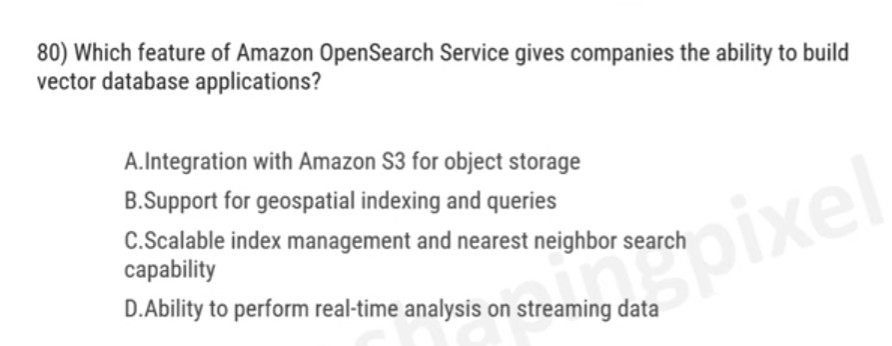 80) Which feature of Amazon OpenSearch Service gives companies the ability to build
vector database applications?
A.Integration with Amazon S3 for object storage
B.Support for geospatial indexing and queries
C.Scalable index management and nearest neighbor search
capability
D.Ability to perform real-time analysis on streaming data
hapingpixel